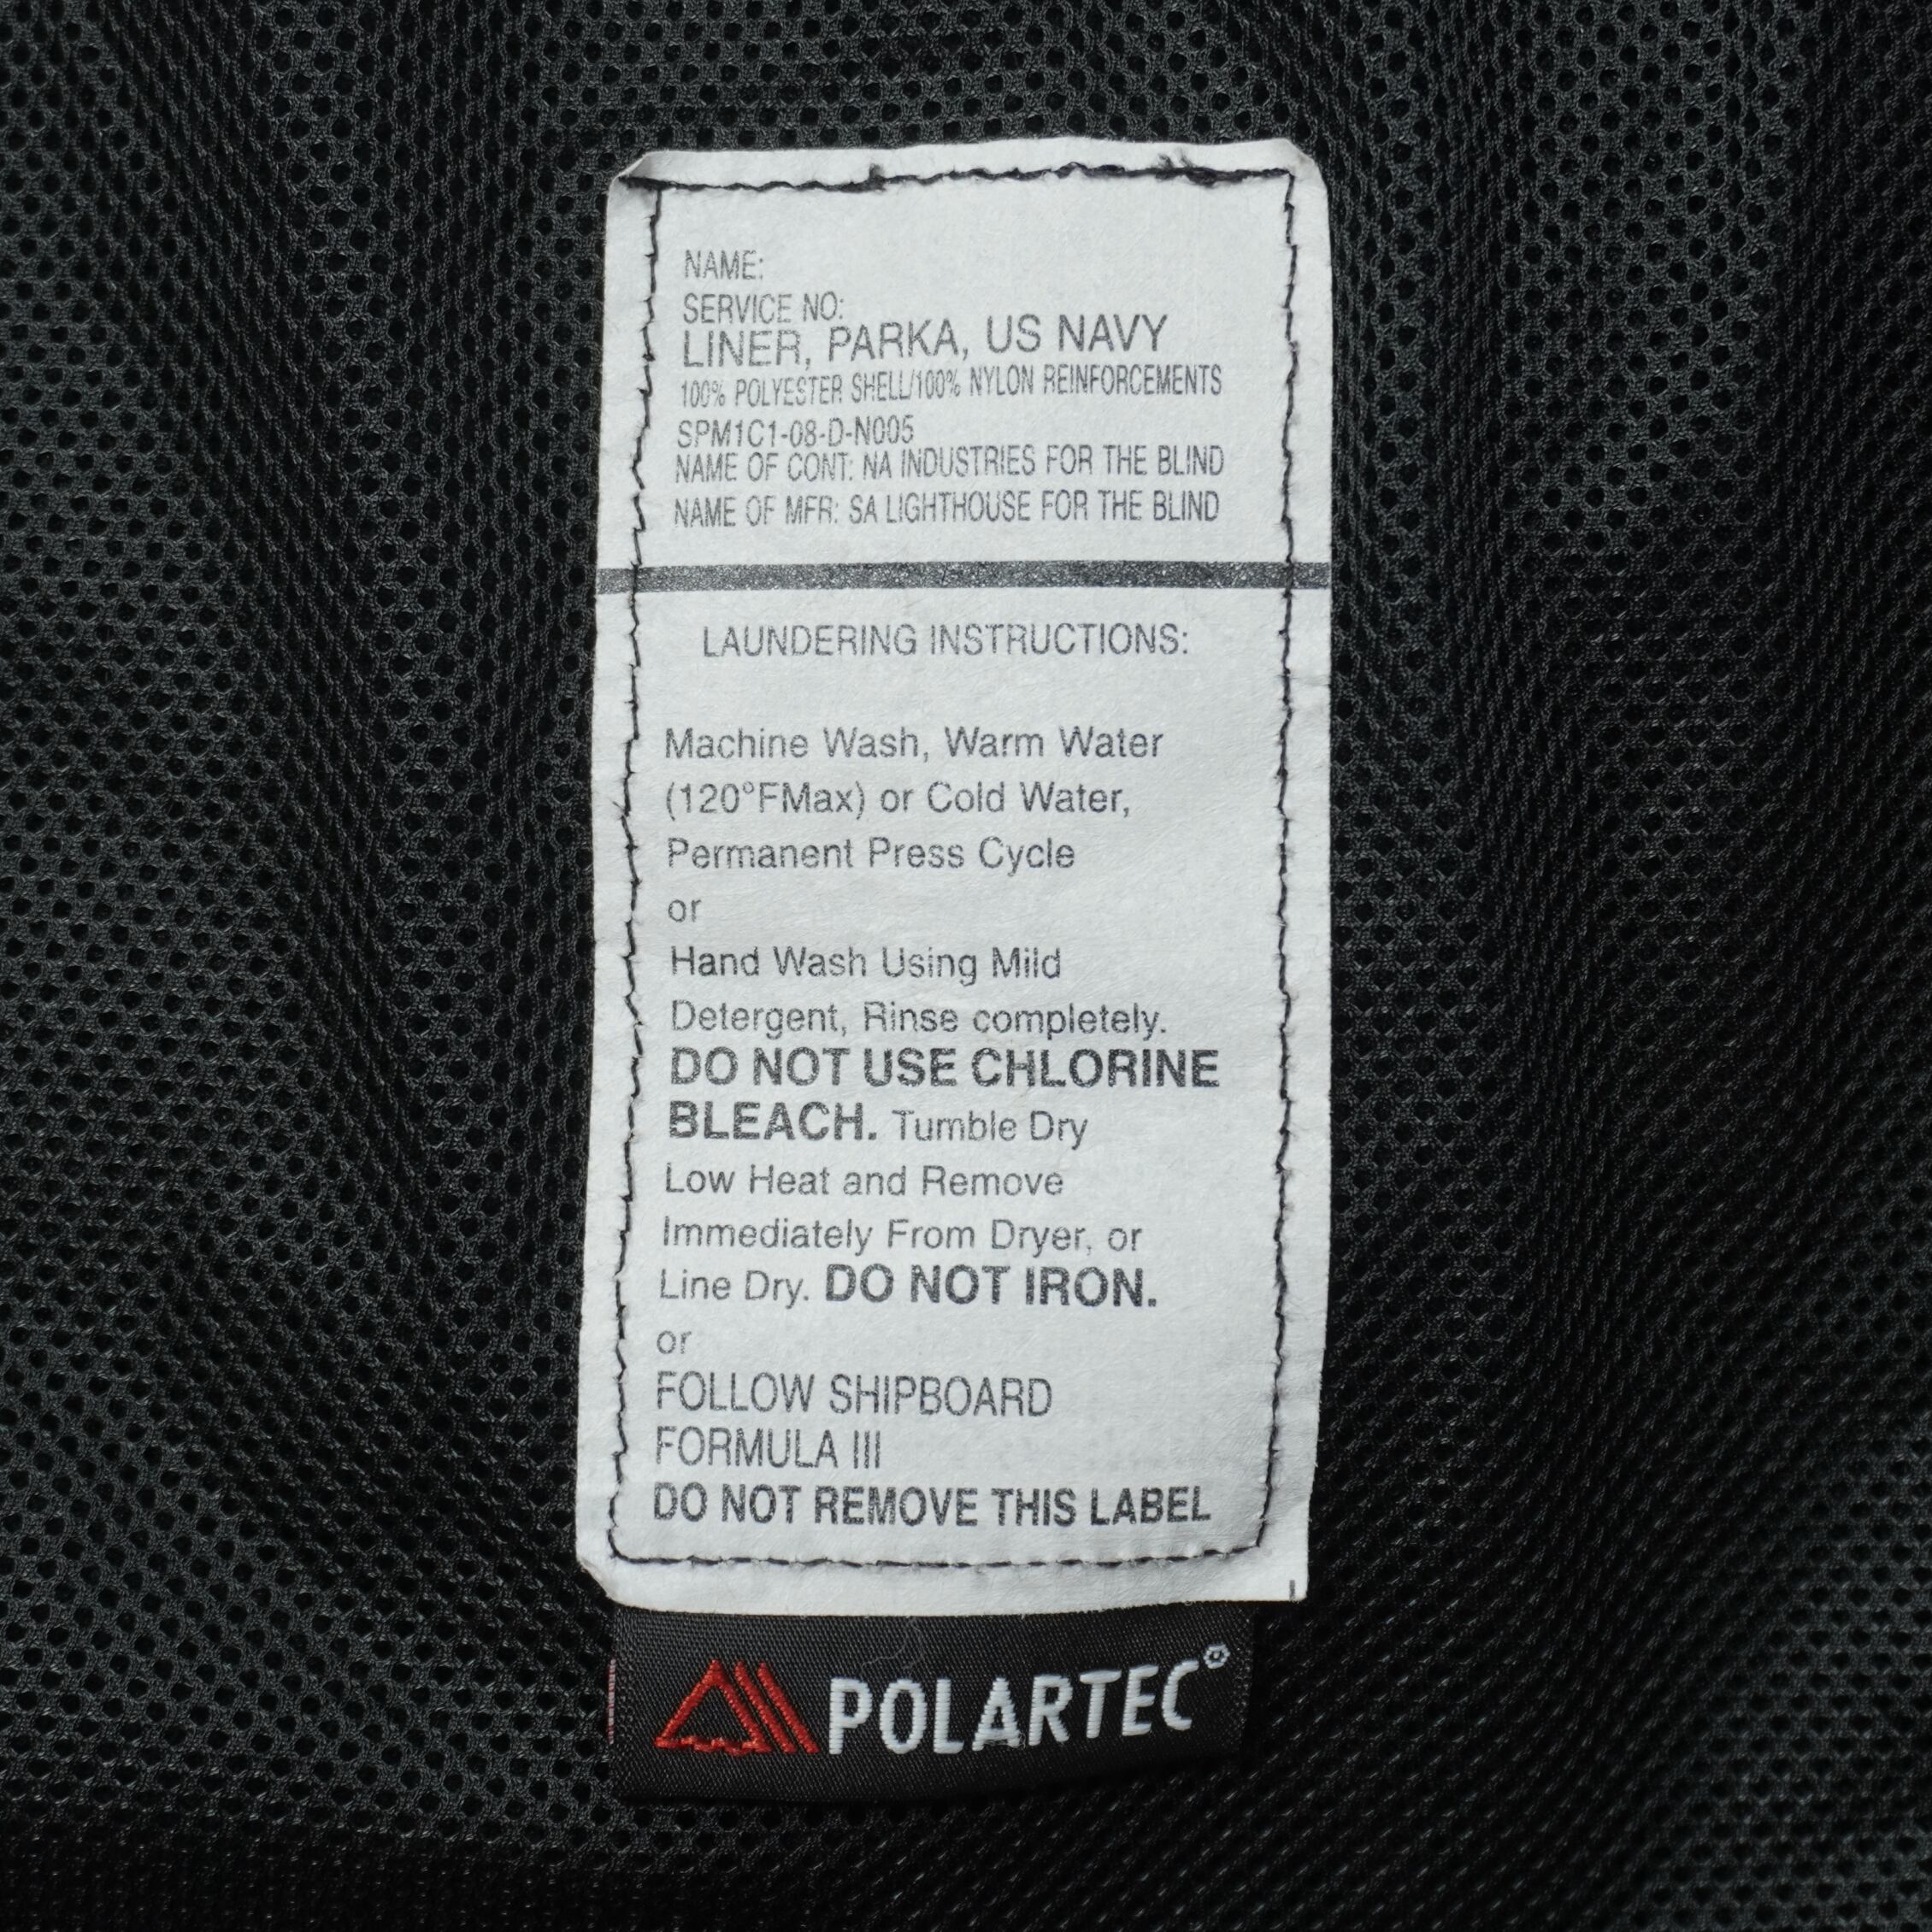 NAME:
SERVICE NO:
LINER, PARKA, US NAVY
100% POLYESTER SHELL/100% NYLON REINFORCEMENTS
SPM1C1-08-D-N005
NAME OF CONT: NA INDUSTRIES FOR THE BLIND
NAME OF MFR: SA LIGHTHOUSE FOR THE BLIND
LAUNDERING INSTRUCTIONS:
Machine Wash, Warm Water
(120°FMax) or Cold Water,
Permanent Press Cycle
or
Hand Wash Using Mild
Detergent, Rinse completely.
DO NOT USE CHLORINE
BLEACH. Tumble Dry
Low Heat and Remove
Immediately From Dryer, or
Line Dry. DO NOT IRON.
or
FOLLOW SHIPBOARD
FORMULA III
DO NOT REMOVE THIS LABEL
POLARTEC®